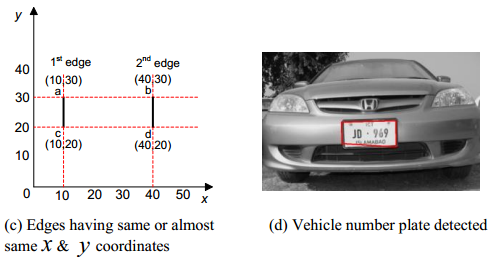 y
1st edge
2nd edge
(10,30)
(40,30)
a
b
40
30
20
10
c
d
(10,20)
(40,20)
0 10 20 30 40 50 x
(c) Edges having same or almost
same x & y coordinates
JD - 969
ISLAMABAD
(d) Vehicle number plate detected